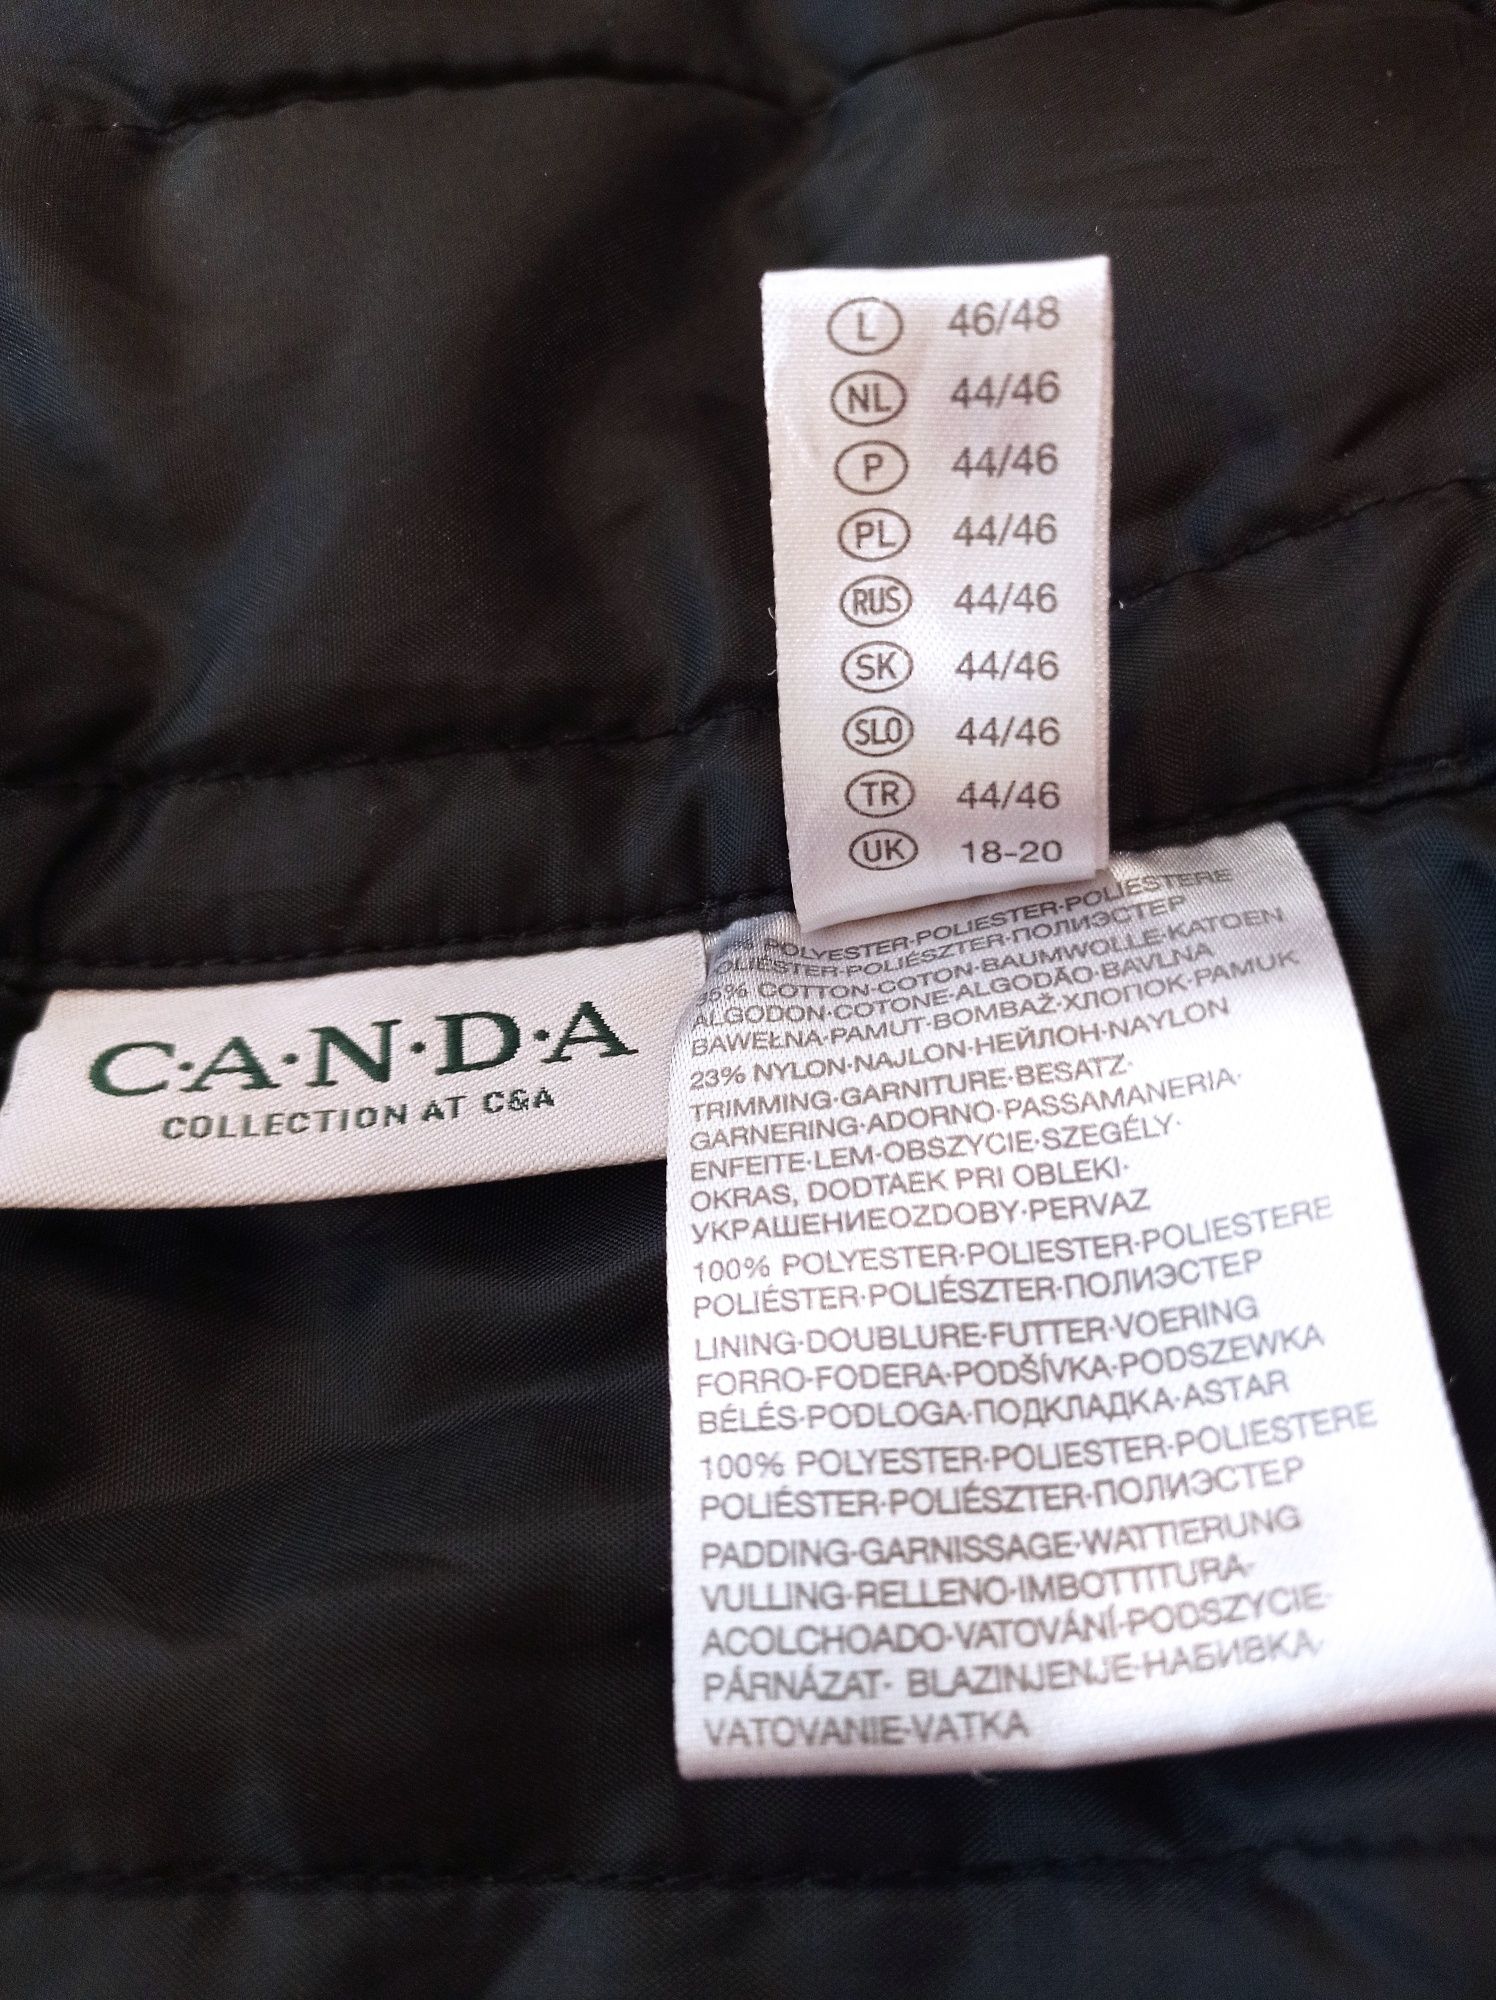 L 46/48
NL 44/46
P 44/46
PL 44/46
RUS 44/46
SK 44/46
SLO 44/46
TR 44/46
UK 18-20
C·A·N·D·A
COLLECTION AT C&A
% POLYESTER·POLIESTER·POLIESTERE
POLIÉSTER·POLIÉSZTER·ПОЛИЭСТЕР
35% COTTON·COTON·BAUMWOLLE·KATOEN
ALGODON·COTONE·ALGODÃO·BAVLNA
BAWEŁNA·PAMUT·BOMBAŽ·ХЛОПОК·PAMUK
23% NYLON·NAJLON·НЕЙЛОН·NAYLON
TRIMMING·GARNITURE·BESATZ·
GARNERING·ADORNO·PASSAMANERIA·
ENFEITE·LEM·OBSZYCIE·SZEGÉLY·
OKRAS, DODTAEK PRI OBLEKI·
УКРАШЕНИЕOZDOBY·PERVAZ
100% POLYESTER·POLIESTER·POLIESTERE
POLIÉSTER·POLIÉSZTER·ПОЛИЭСТЕР
LINING·DOUBLURE·FUTTER·VOERING
FORRO·FODERA·PODŠÍVKA·PODSZEWKA
BÉLÉS·PODLOGA·ПОДКЛАДКА·ASTAR
100% POLYESTER·POLIESTER·POLIESTERE
POLIÉSTER·POLIÉSZTER·ПОЛИЭСТЕР
PADDING·GARNISSAGE·WATTIERUNG
VULLING·RELLENO·IMBOTTITURA·
ACOLCHOADO·VATOVÁNÍ·PODSZYCIE·
PÁRNÁZAT· BLAZINJENJE·НАБИВКА·
VATOVANIE·VATKA